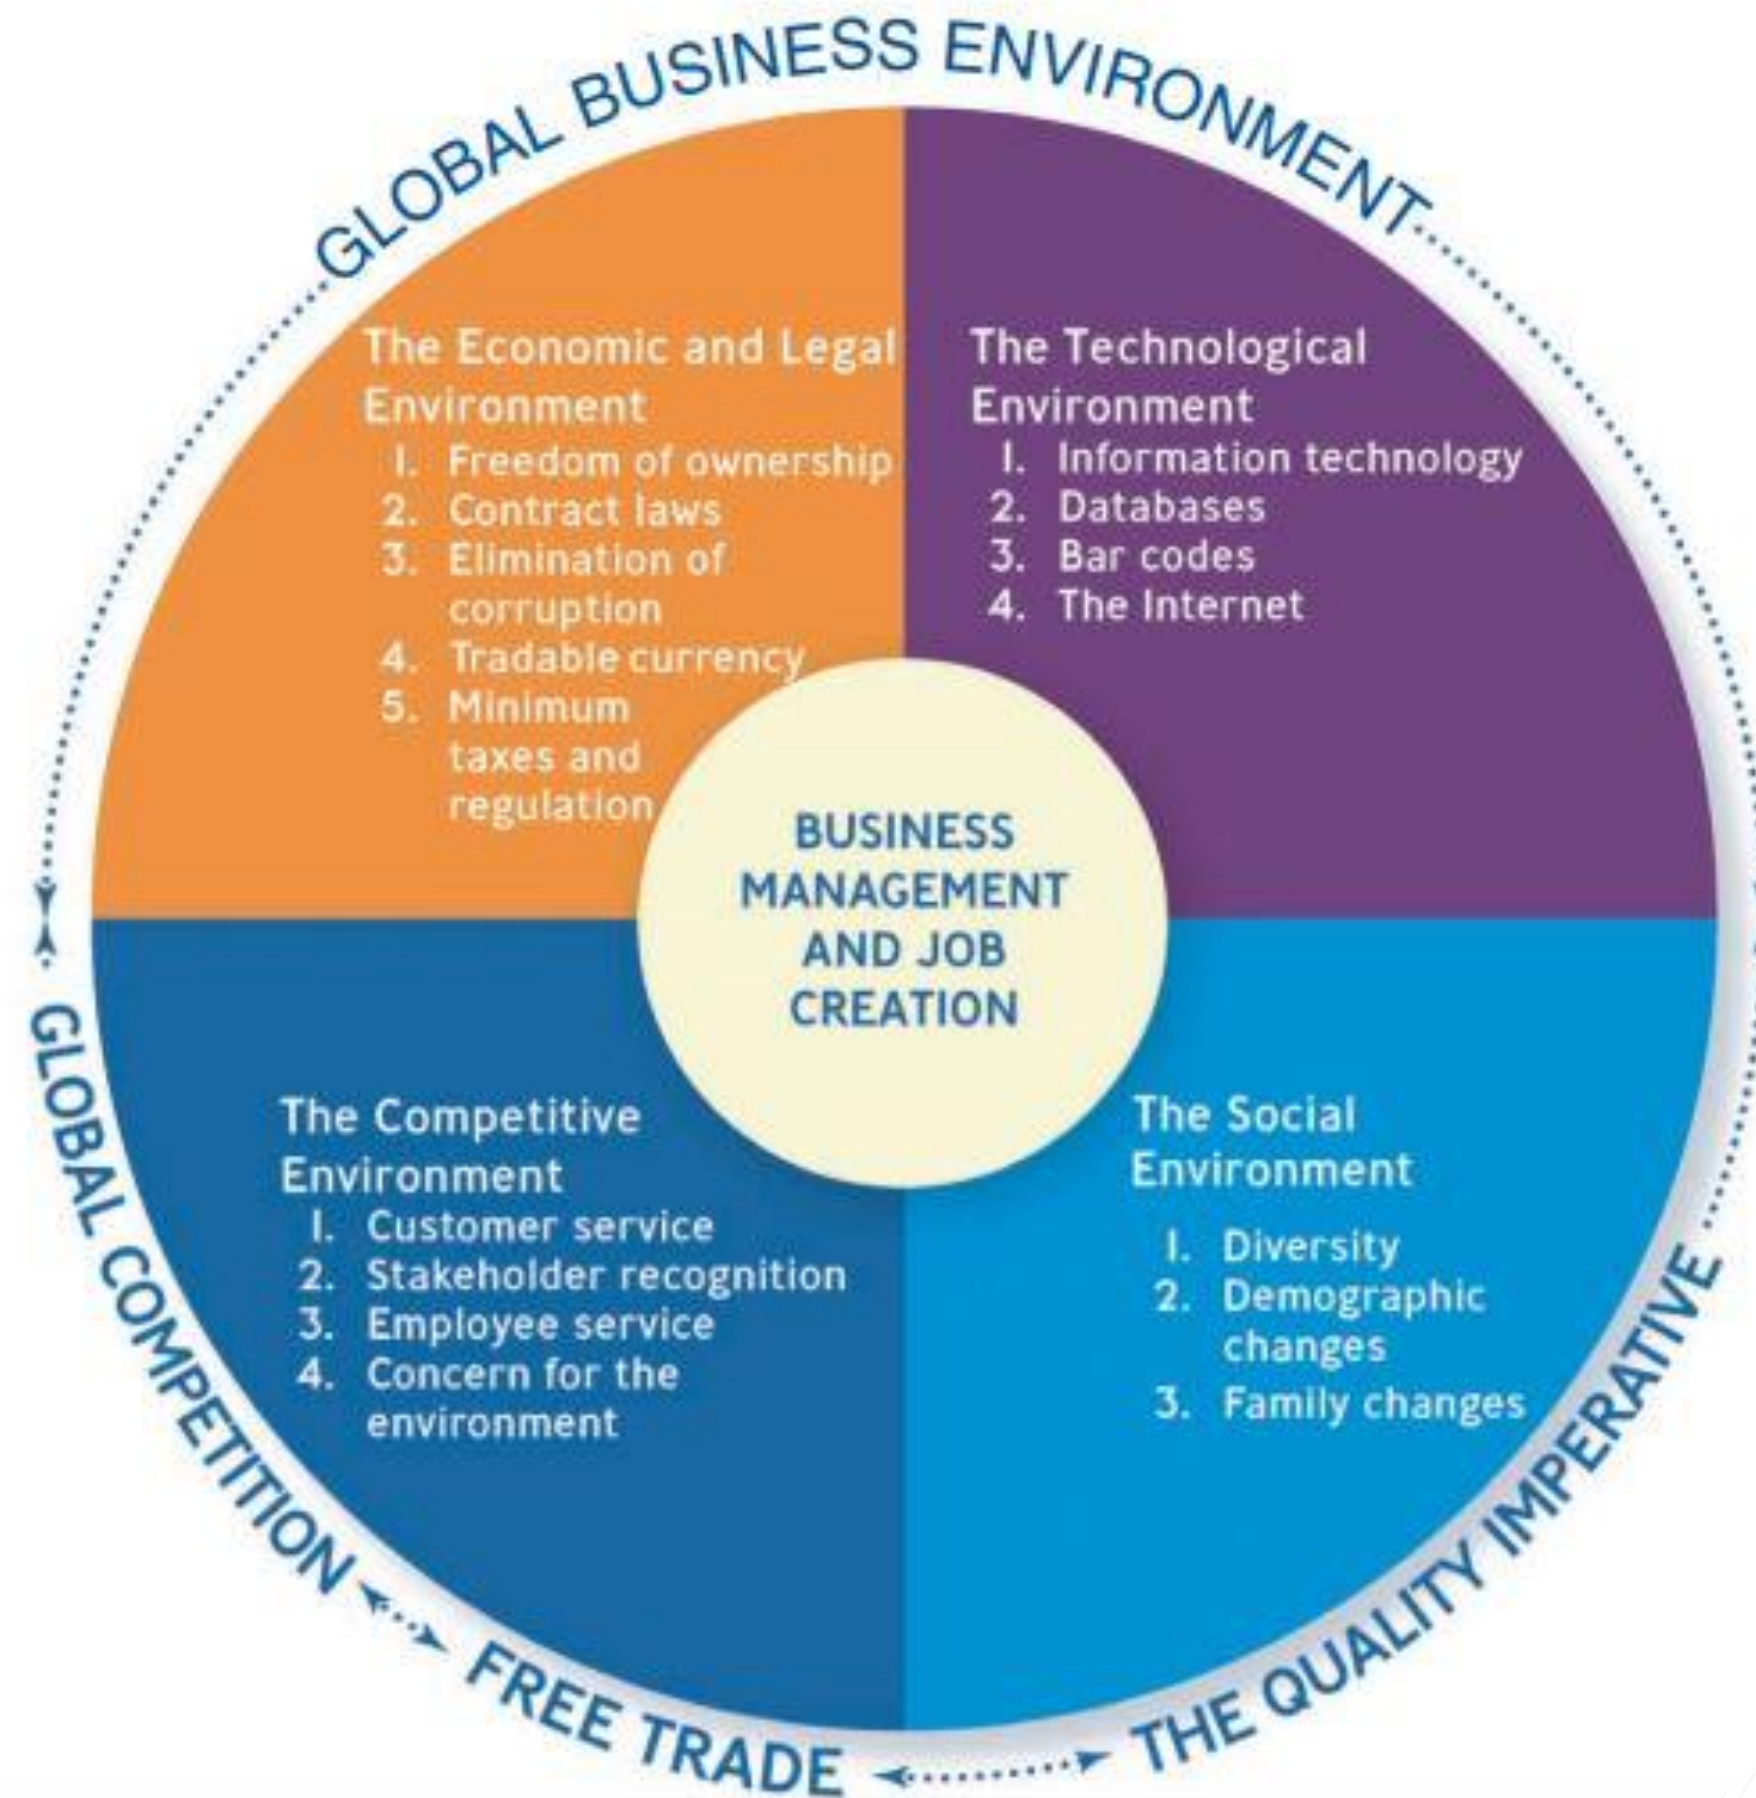 GLOBAL BUSINESS ENVIRONMENT
The Economic and Legal
Environment
1. Freedom of ownership
2. Contract laws
3. Elimination of
corruption
4. Tradable currency
5. Minimum
taxes and
regulation
The Technological
Environment
1. Information technology
2. Databases
3. Bar codes
4. The Internet
BUSINESS
MANAGEMENT
AND JOB
CREATION
The Competitive
Environment
1. Customer service
2. Stakeholder recognition
3. Employee service
4. Concern for the
environment
The Social
Environment
1. Diversity
2. Demographic
changes
3. Family changes
GLOBAL COMPETITION
FREE TRADE
THE QUALITY IMPERATIVE